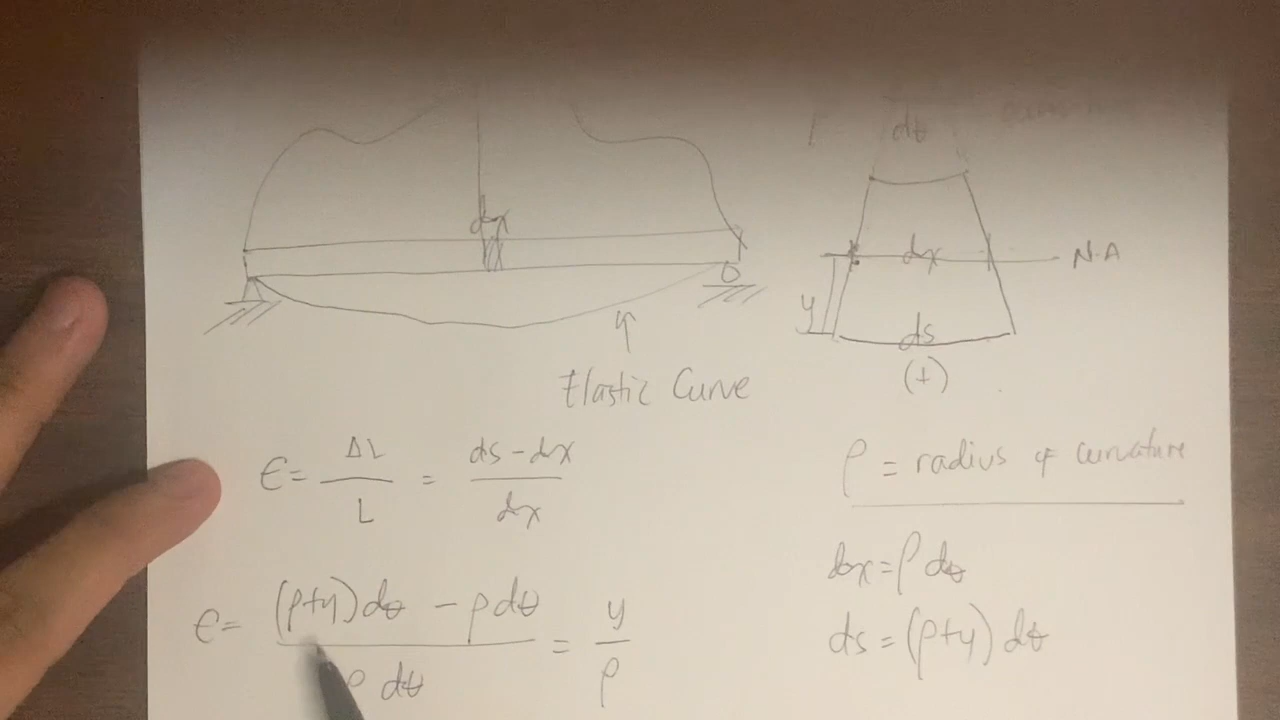 dθ
dx
dx
N.A
y
ds
(+)
Elastic Curve
ϵ = ΔL / L = ds - dx / dx
ρ = radius of curvature
dx = ρ dθ
ϵ = (ρ+y) dθ - ρ dθ / ρ dθ = y / ρ
ds = (ρ+y) dθ